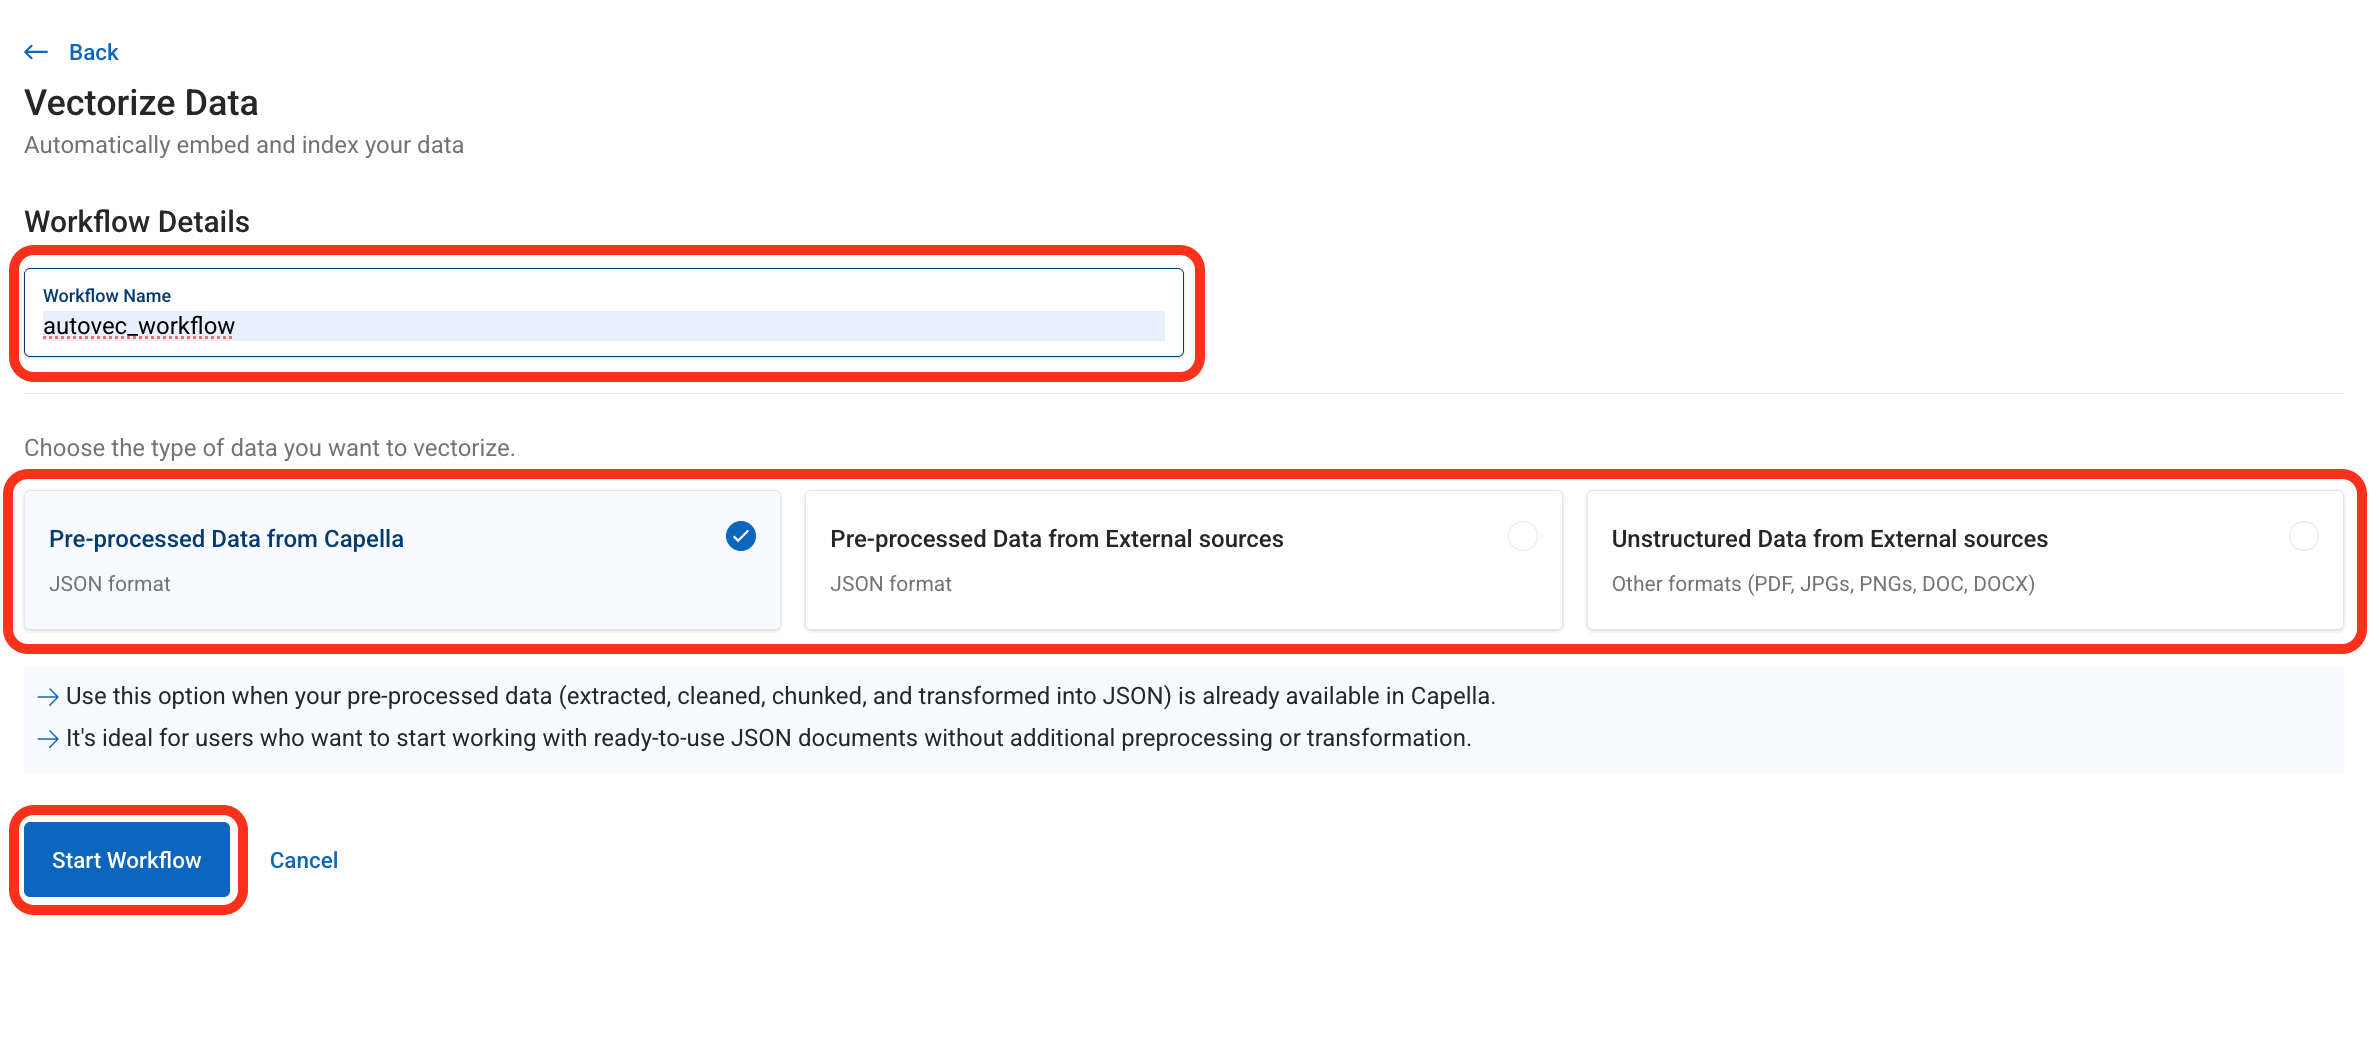 Back
Vectorize Data
Automatically embed and index your data
Workflow Details
Workflow Name
autovec_workflow
Choose the type of data you want to vectorize.
Pre-processed Data from Capella
JSON format
Pre-processed Data from External sources
JSON format
Unstructured Data from External sources
Other formats (PDF, JPGs, PNGs, DOC, DOCX)
Use this option when your pre-processed data (extracted, cleaned, chunked, and transformed into JSON) is already available in Capella.
It's ideal for users who want to start working with ready-to-use JSON documents without additional preprocessing or transformation.
Start Workflow
Cancel